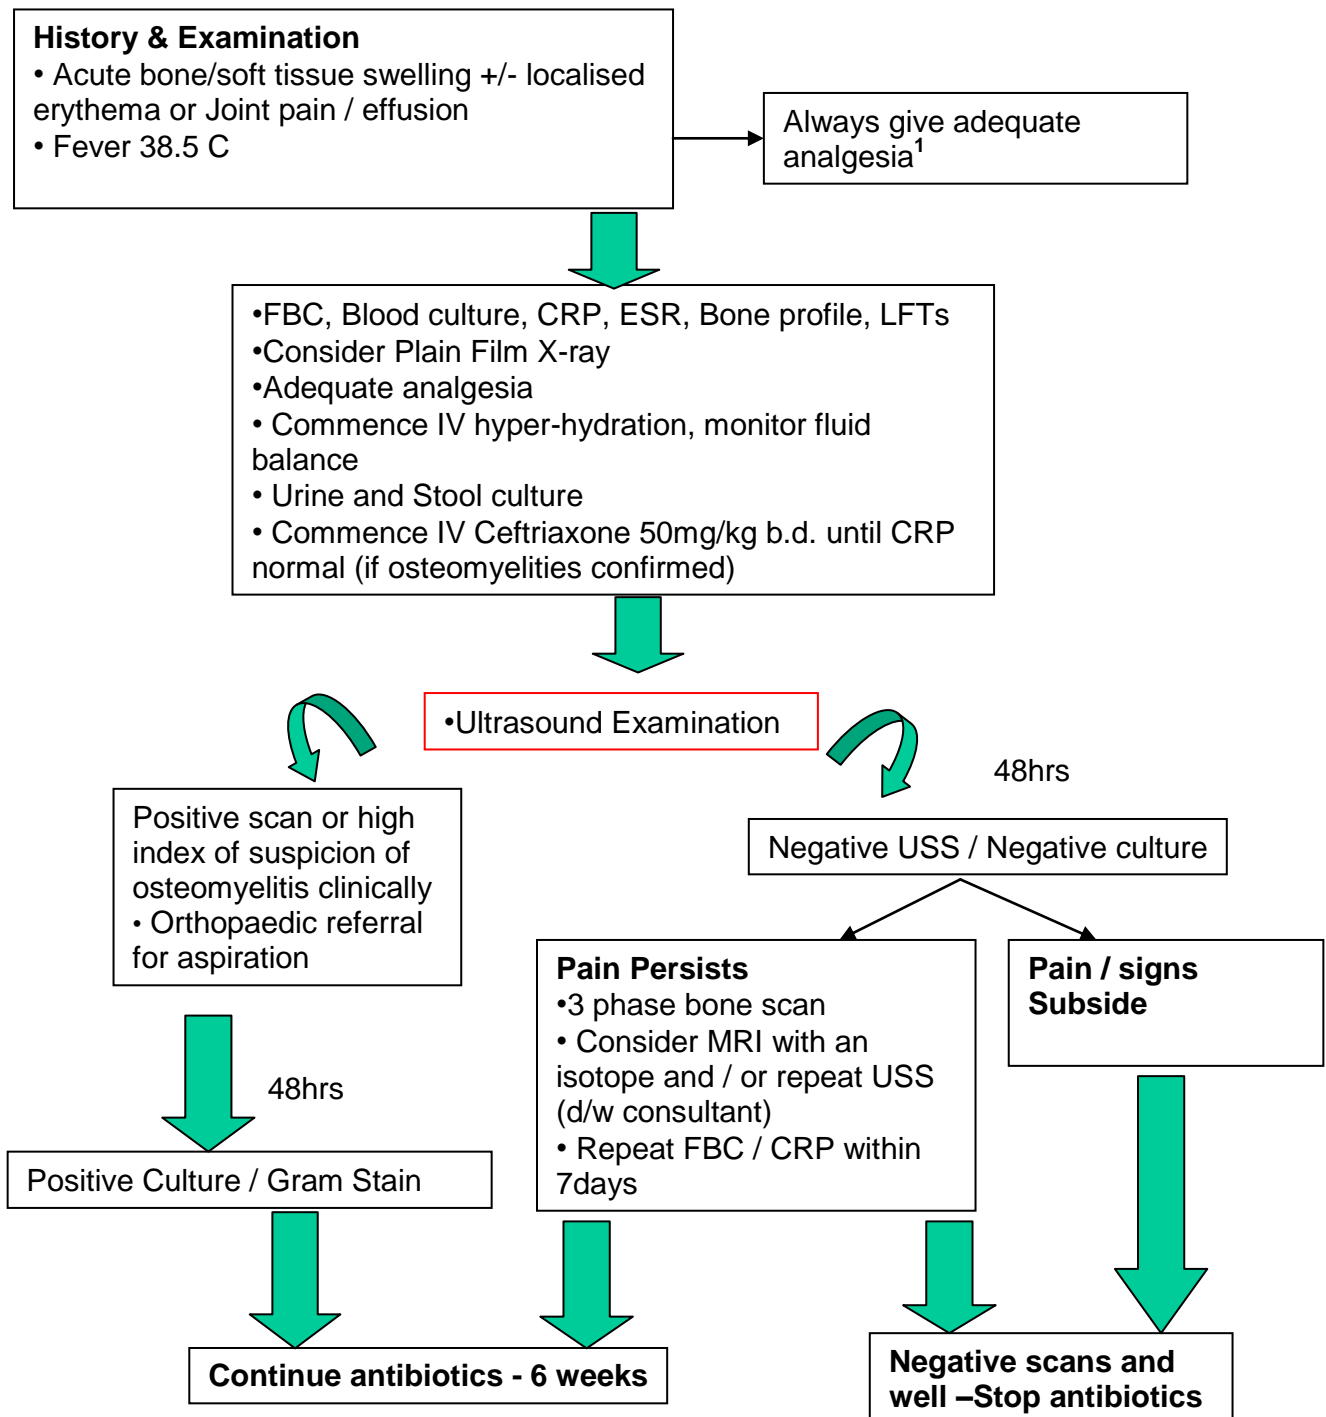 History & Examination
• Acute bone/soft tissue swelling +/- localised
erythema or Joint pain / effusion
• Fever 38.5 C
Always give adequate
analgesia¹
•FBC, Blood culture, CRP, ESR, Bone profile, LFTs
•Consider Plain Film X-ray
•Adequate analgesia
• Commence IV hyper-hydration, monitor fluid
balance
• Urine and Stool culture
• Commence IV Ceftriaxone 50mg/kg b.d. until CRP
normal (if osteomyelities confirmed)
•Ultrasound Examination
48hrs
Positive scan or high
index of suspicion of
osteomyelitis clinically
• Orthopaedic referral
for aspiration
Negative USS / Negative culture
Pain Persists
•3 phase bone scan
• Consider MRI with an
isotope and / or repeat USS
(d/w consultant)
• Repeat FBC / CRP within
7days
Pain / signs
Subside
48hrs
Positive Culture / Gram Stain
Continue antibiotics - 6 weeks
Negative scans and
well –Stop antibiotics